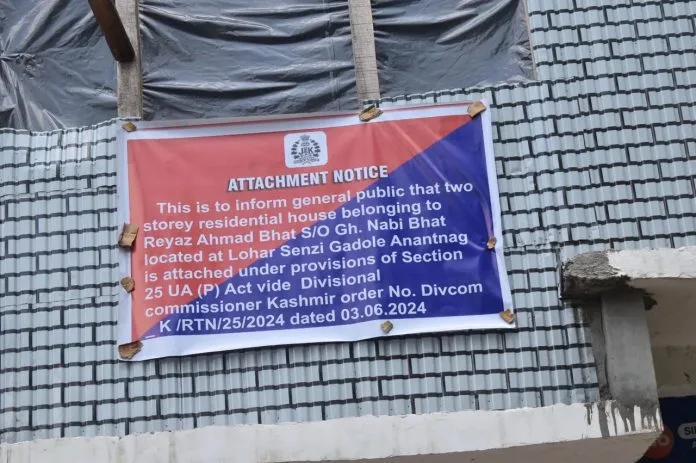 J&K
ATTACHMENT NOTICE
This is to inform general public that two
storey residential house belonging to
Reyaz Ahmad Bhat S/O Gh. Nabi Bhat
located at Lohar Senzi Gadole Anantnag
is attached under provisions of Section
25 UA (P) Act vide Divisional
commissioner Kashmir order No. Divcom
_K /RTN/25/2024 dated 03.06.2024